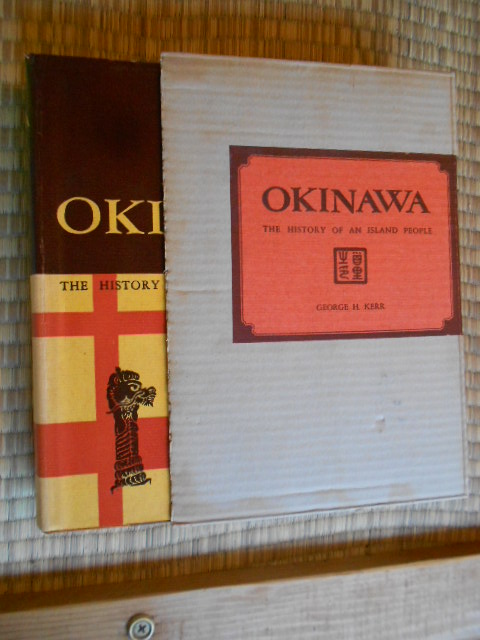 OKI
THE HISTORY
OKINAWA
THE HISTORY OF AN ISLAND PEOPLE
GEORGE H. KERR